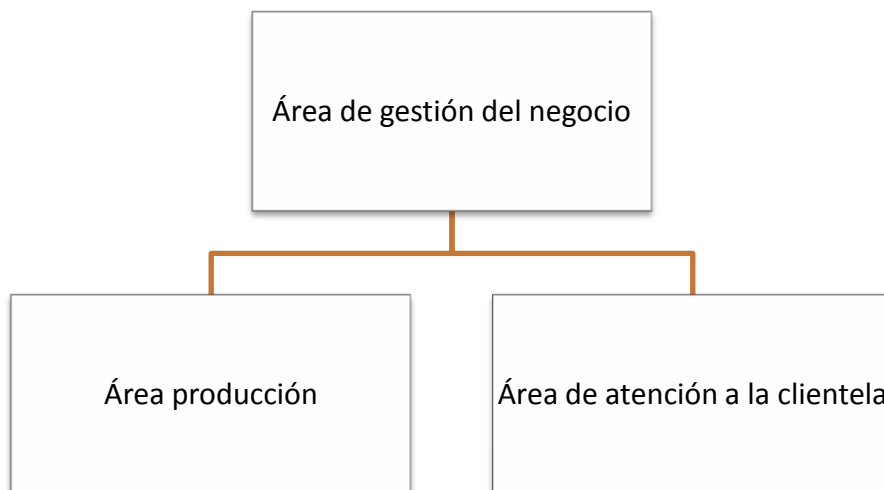 Área de gestión del negocio
Área producción
Área de atención a la clientela